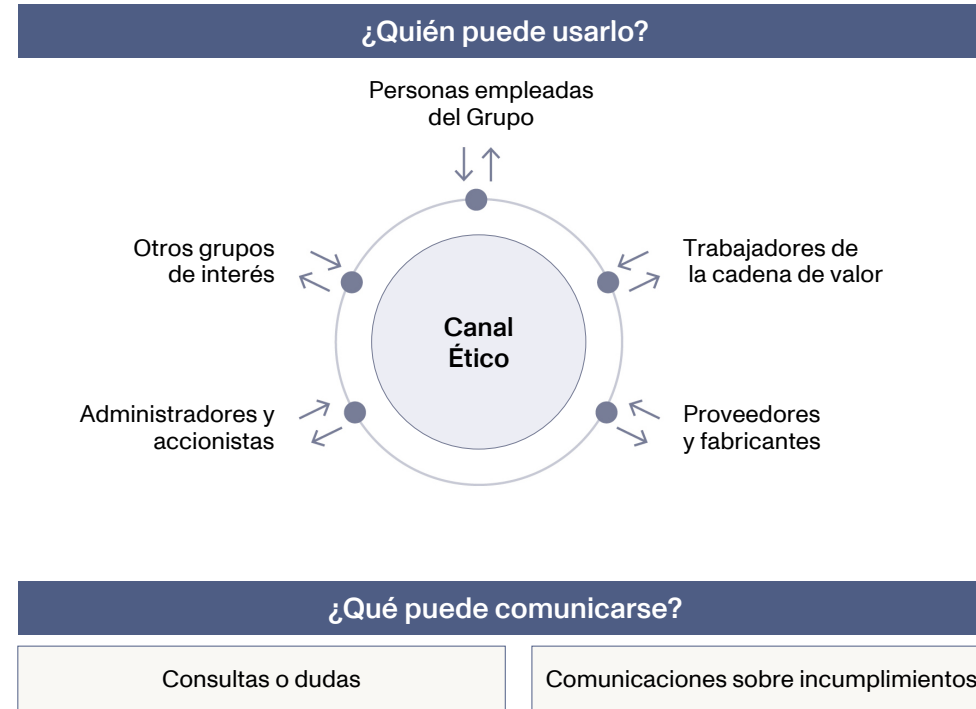 ¿Quién puede usarlo?
Personas empleadas
del Grupo
Otros grupos
de interés
Trabajadores de
la cadena de valor
Canal
Ético
Administradores y
accionistas
Proveedores
y fabricantes
¿Qué puede comunicarse?
Consultas o dudas
Comunicaciones sobre incumplimientos